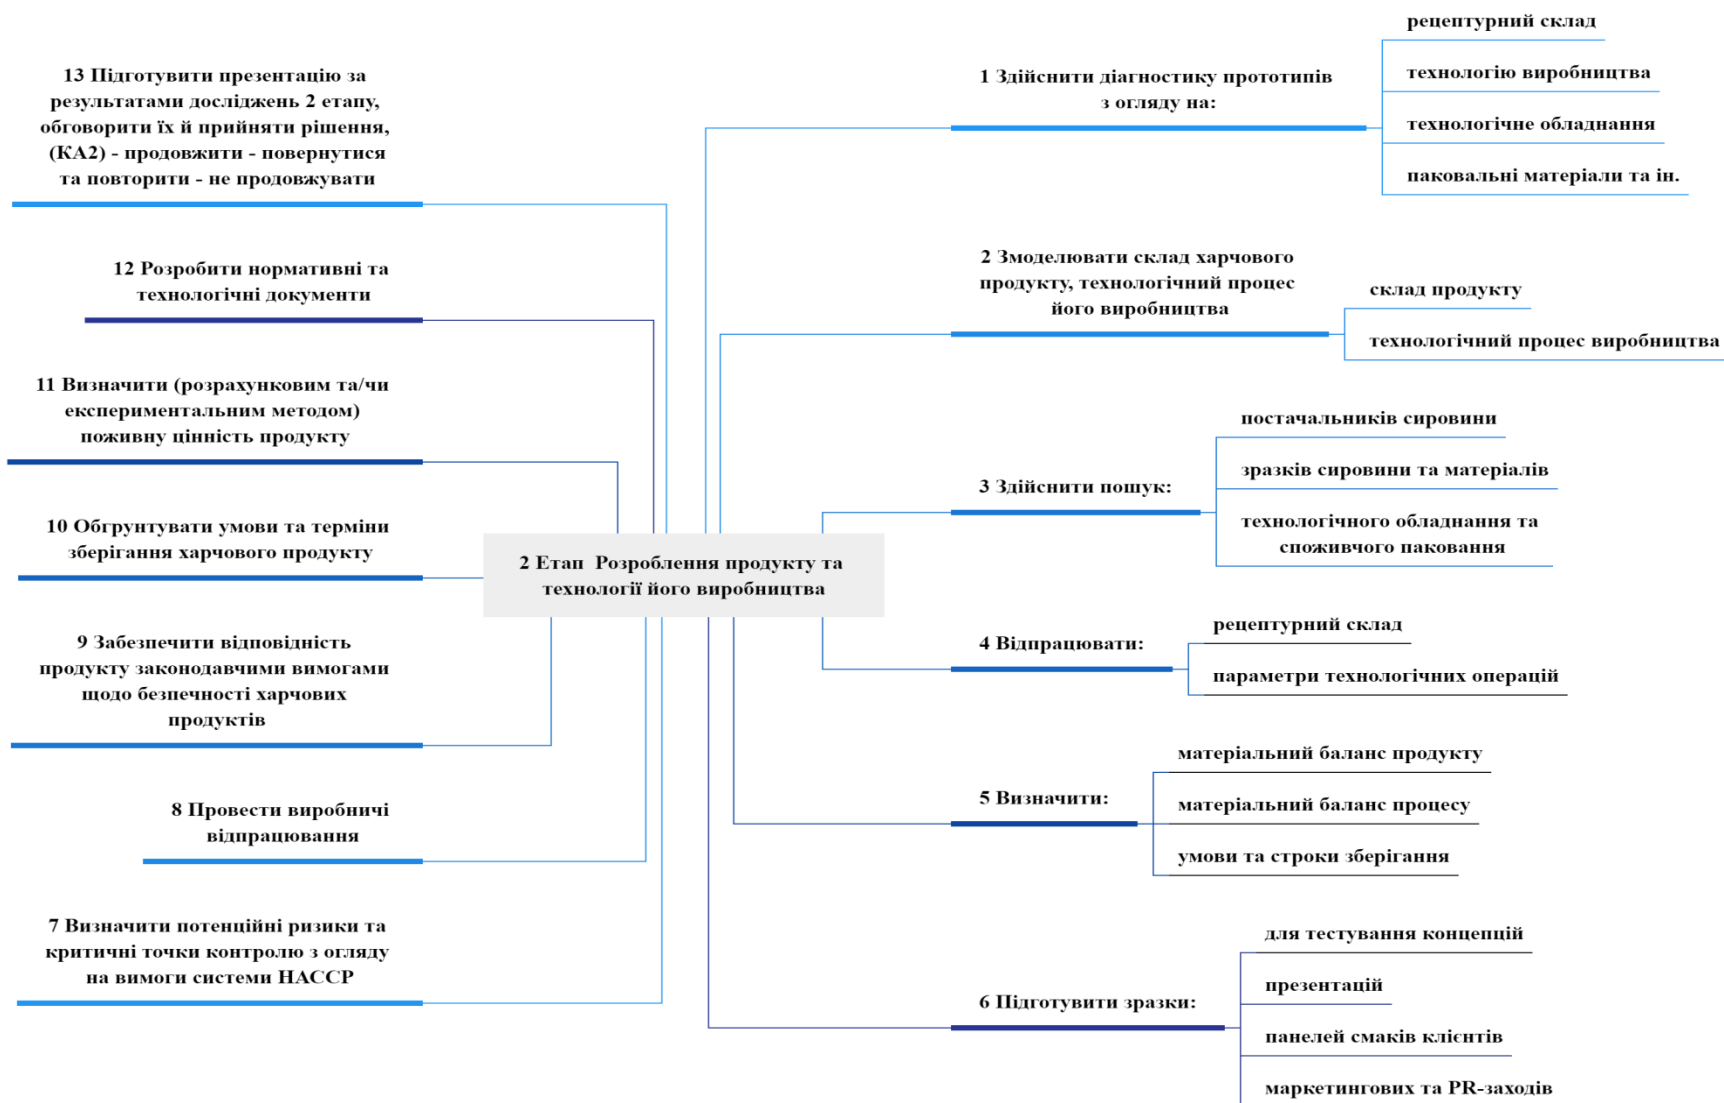 2 Етап  Розроблення продукту та
технології його виробництва
1 Здійснити діагностику прототипів
з огляду на:
рецептурний склад
технологію виробництва
технологічне обладнання
паковальні матеріали та ін.
2 Змоделювати склад харчового
продукту, технологічний процес
його виробництва
склад продукту
технологічний процес виробництва
3 Здійснити пошук:
постачальників сировини
зразків сировини та матеріалів
технологічного обладнання та
споживчого паковання
4 Відпрацювати:
рецептурний склад
параметри технологічних операцій
5 Визначити:
матеріальний баланс продукту
матеріальний баланс процесу
умови та строки зберігання
6 Підготувити зразки:
для тестування концепцій
презентацій
панелей смаків клієнтів
маркетингових та PR-заходів
7 Визначити потенційні ризики та
критичні точки контролю з огляду
на вимоги системи НАССР
8 Провести виробничі
відпрацювання
9 Забезпечити відповідність
продукту законодавчими вимогами
щодо безпечності харчових
продуктів
10 Обгрунтувати умови та терміни
зберігання харчового продукту
11 Визначити (розрахунковим та/чи
експериментальним методом)
поживну цінність продукту
12 Розробити нормативні та
технологічні документи
13 Підготувити презентацію за
результатами досліджень 2 етапу,
обговорити їх й прийняти рішення,
(КА2) - продовжити - повернутися
та повторити - не продовжувати